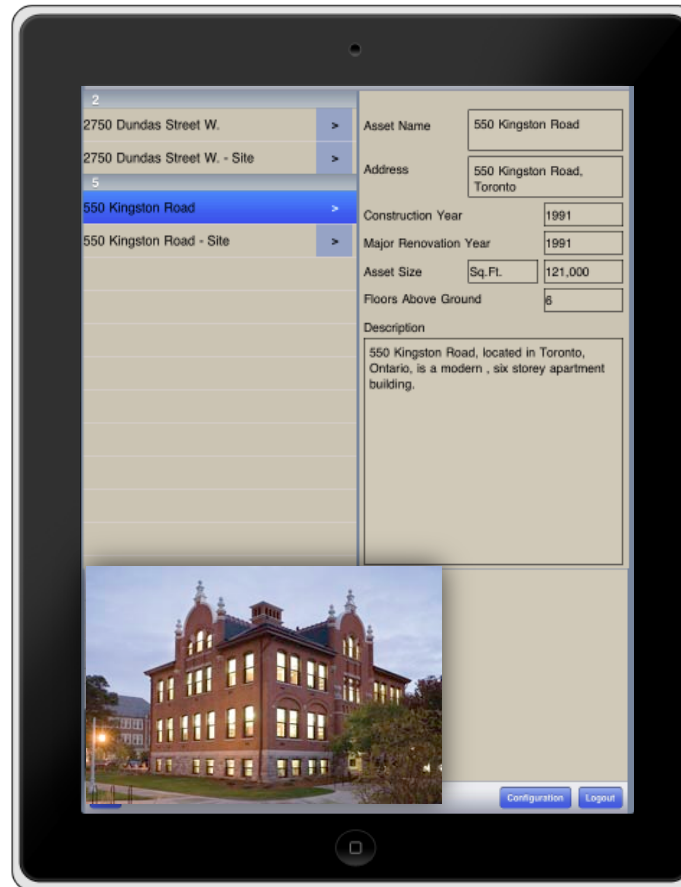 2
2750 Dundas Street W. >
2750 Dundas Street W. - Site >
5
550 Kingston Road >
550 Kingston Road - Site >
Asset Name 550 Kingston Road
Address 550 Kingston Road,
Toronto
Construction Year 1991
Major Renovation Year 1991
Asset Size Sq.Ft. 121,000
Floors Above Ground 6
Description
550 Kingston Road, located in Toronto,
Ontario, is a modern , six storey apartment
building.
Configuration Logout